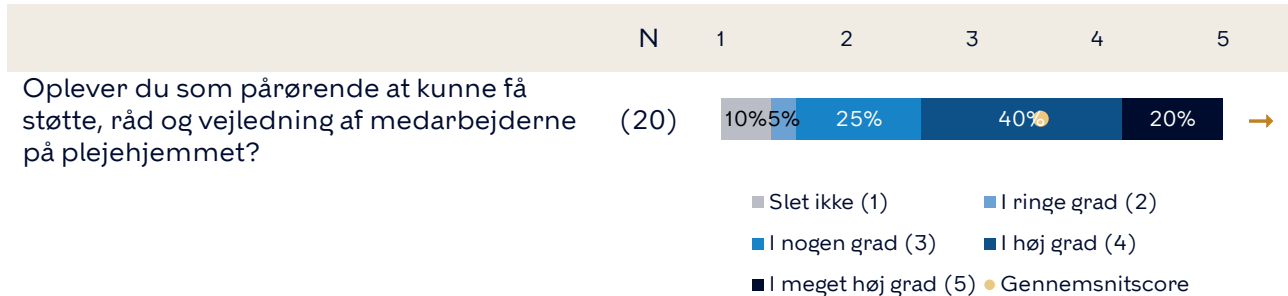 N 1 2 3 4 5
Oplever du som pårørende at kunne få
støtte, råd og vejledning af medarbejderne
på plejehjemmet?
(20) 10% 5% 25% 40% 20% →
Slet ikke (1) I ringe grad (2)
I nogen grad (3) I høj grad (4)
I meget høj grad (5) Gennemsnitscore